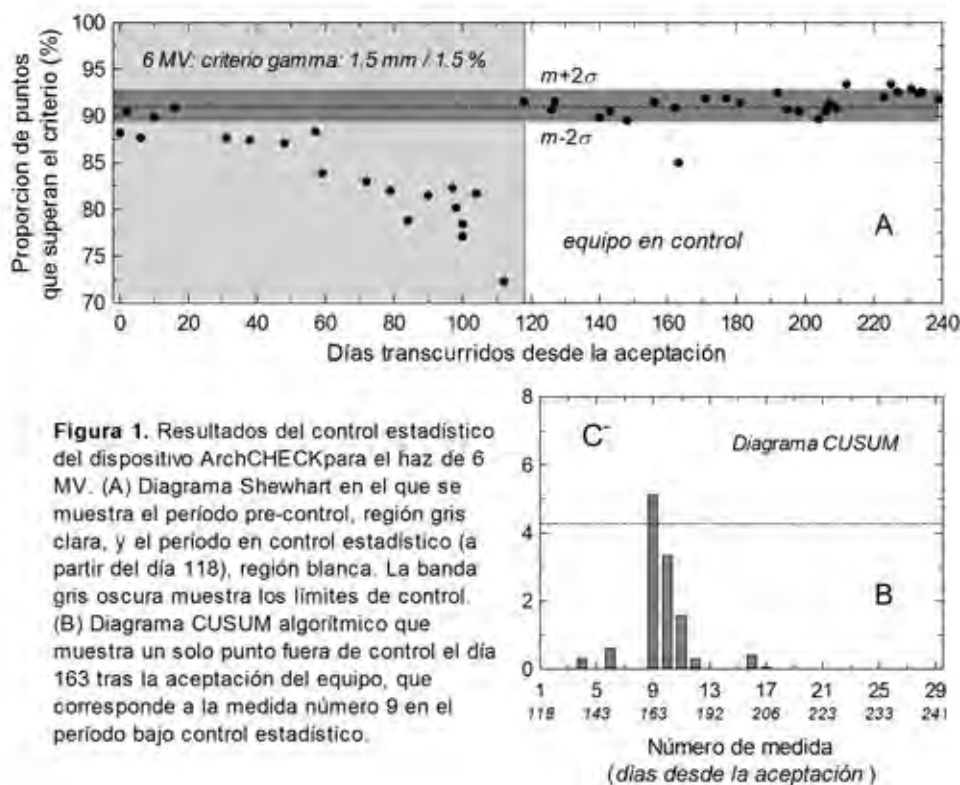 100
95
90
85
80
75
70
Proporcion de puntos
que superan el criterio (%)
6 MV: criterio gamma: 1.5 mm / 1.5 %
m+2σ
m-2σ
equipo en control
A
0 20 40 60 80 100 120 140 160 180 200 220 240
Días transcurridos desde la aceptación
Figura 1. Resultados del control estadístico
del dispositivo ArchCHECKpara el haz de 6
MV. (A) Diagrama Shewhart en el que se
muestra el período pre-control, región gris
clara, y el período en control estadístico (a
partir del día 118), región blanca. La banda
gris oscura muestra los límites de control.
(B) Diagrama CUSUM algorítmico que
muestra un solo punto fuera de control el día
163 tras la aceptación del equipo, que
corresponde a la medida número 9 en el
período bajo control estadístico.
8
6
4
2
0
C-
Diagrama CUSUM
B
1 5 9 13 17 21 25 29
118 143 163 192 206 223 233 241
Número de medida
(días desde la aceptación)